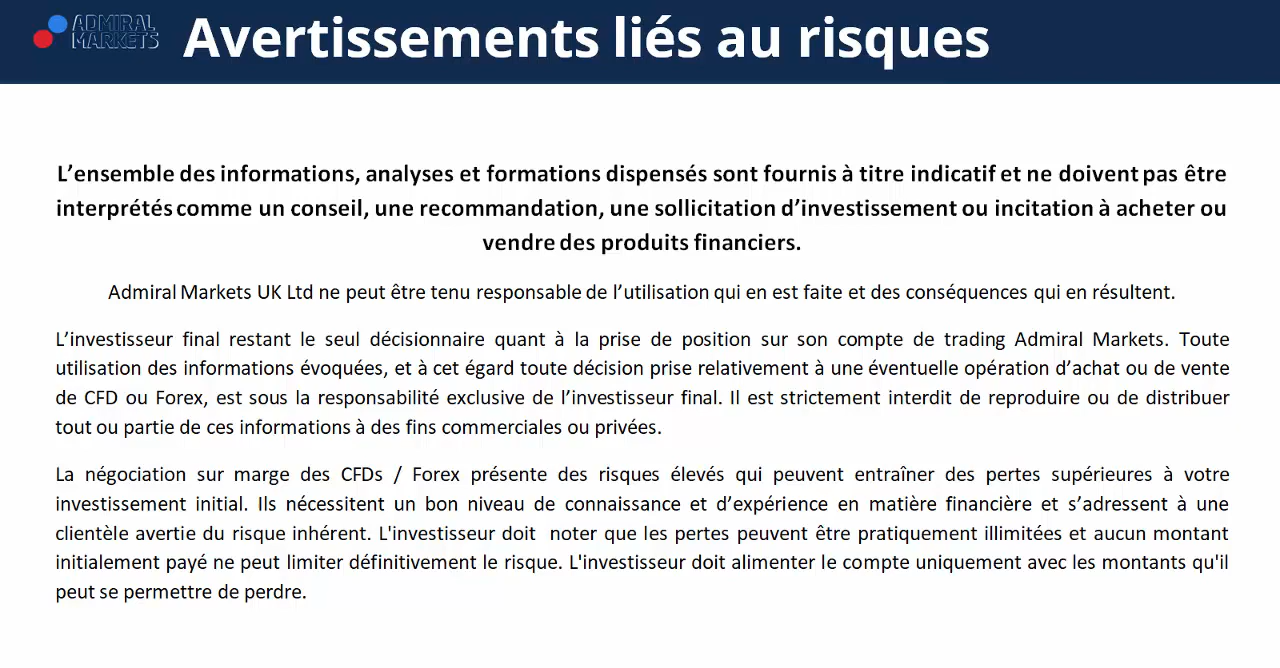 ADMIRAL
MARKETS
Avertissements liés au risques
L’ensemble des informations, analyses et formations dispensés sont fournis à titre indicatif et ne doivent pas être
interprétés comme un conseil, une recommandation, une sollicitation d’investissement ou incitation à acheter ou
vendre des produits financiers.
Admiral Markets UK Ltd ne peut être tenu responsable de l’utilisation qui en est faite et des conséquences qui en résultent.
L’investisseur final restant le seul décisionnaire quant à la prise de position sur son compte de trading Admiral Markets. Toute
utilisation des informations évoquées, et à cet égard toute décision prise relativement à une éventuelle opération d’achat ou de vente
de CFD ou Forex, est sous la responsabilité exclusive de l’investisseur final. Il est strictement interdit de reproduire ou de distribuer
tout ou partie de ces informations à des fins commerciales ou privées.
La négociation sur marge des CFDs / Forex présente des risques élevés qui peuvent entraîner des pertes supérieures à votre
investissement initial. Ils nécessitent un bon niveau de connaissance et d’expérience en matière financière et s’adressent à une
clientèle avertie du risque inhérent. L'investisseur doit noter que les pertes peuvent être pratiquement illimitées et aucun montant
initialement payé ne peut limiter définitivement le risque. L'investisseur doit alimenter le compte uniquement avec les montants qu'il
peut se permettre de perdre.